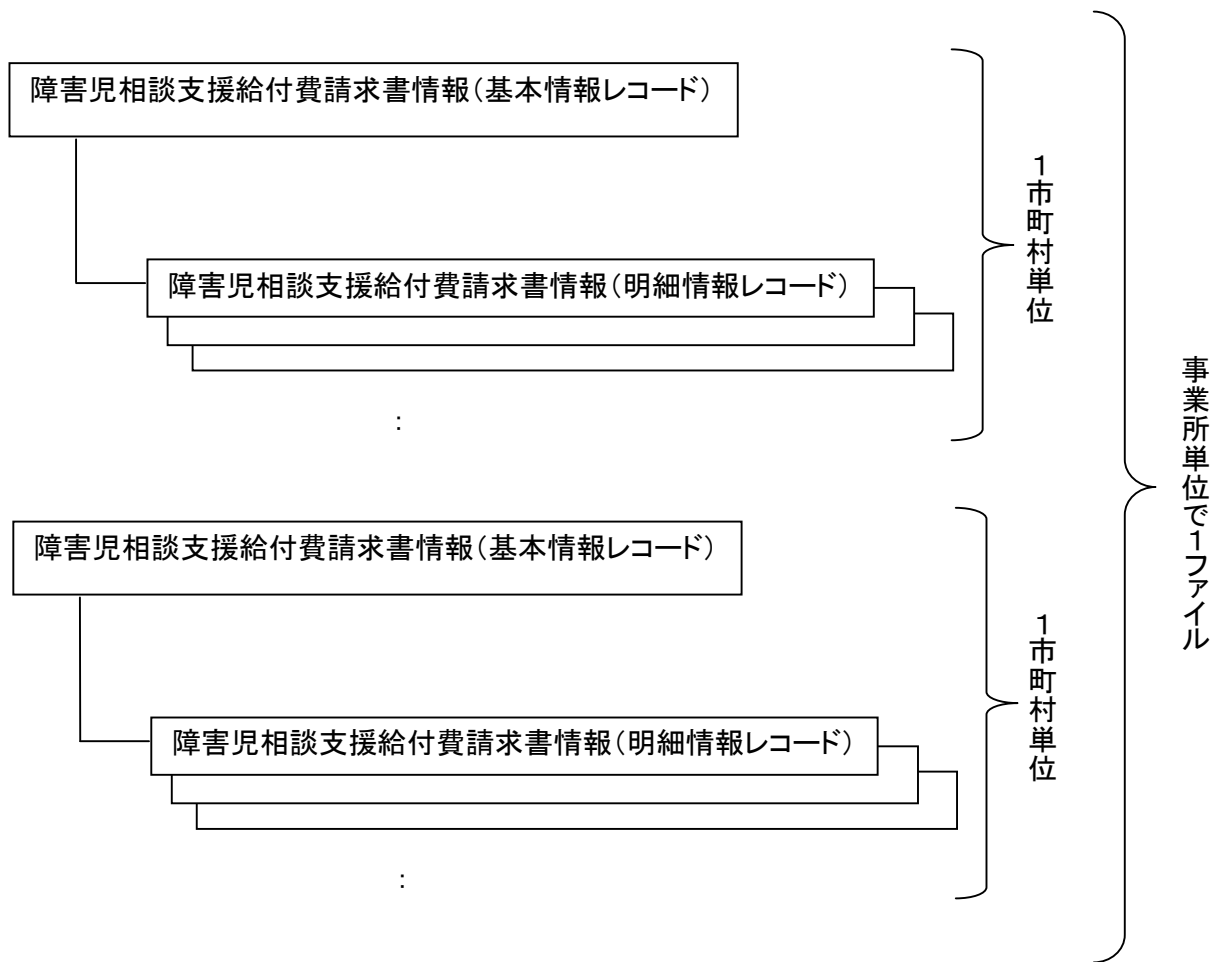 障害児相談支援給付費請求書情報（基本情報レコード）
障害児相談支援給付費請求書情報（明細情報レコード）
：
１市町村単位
障害児相談支援給付費請求書情報（基本情報レコード）
障害児相談支援給付費請求書情報（明細情報レコード）
：
１市町村単位
事業所単位で１ファイル